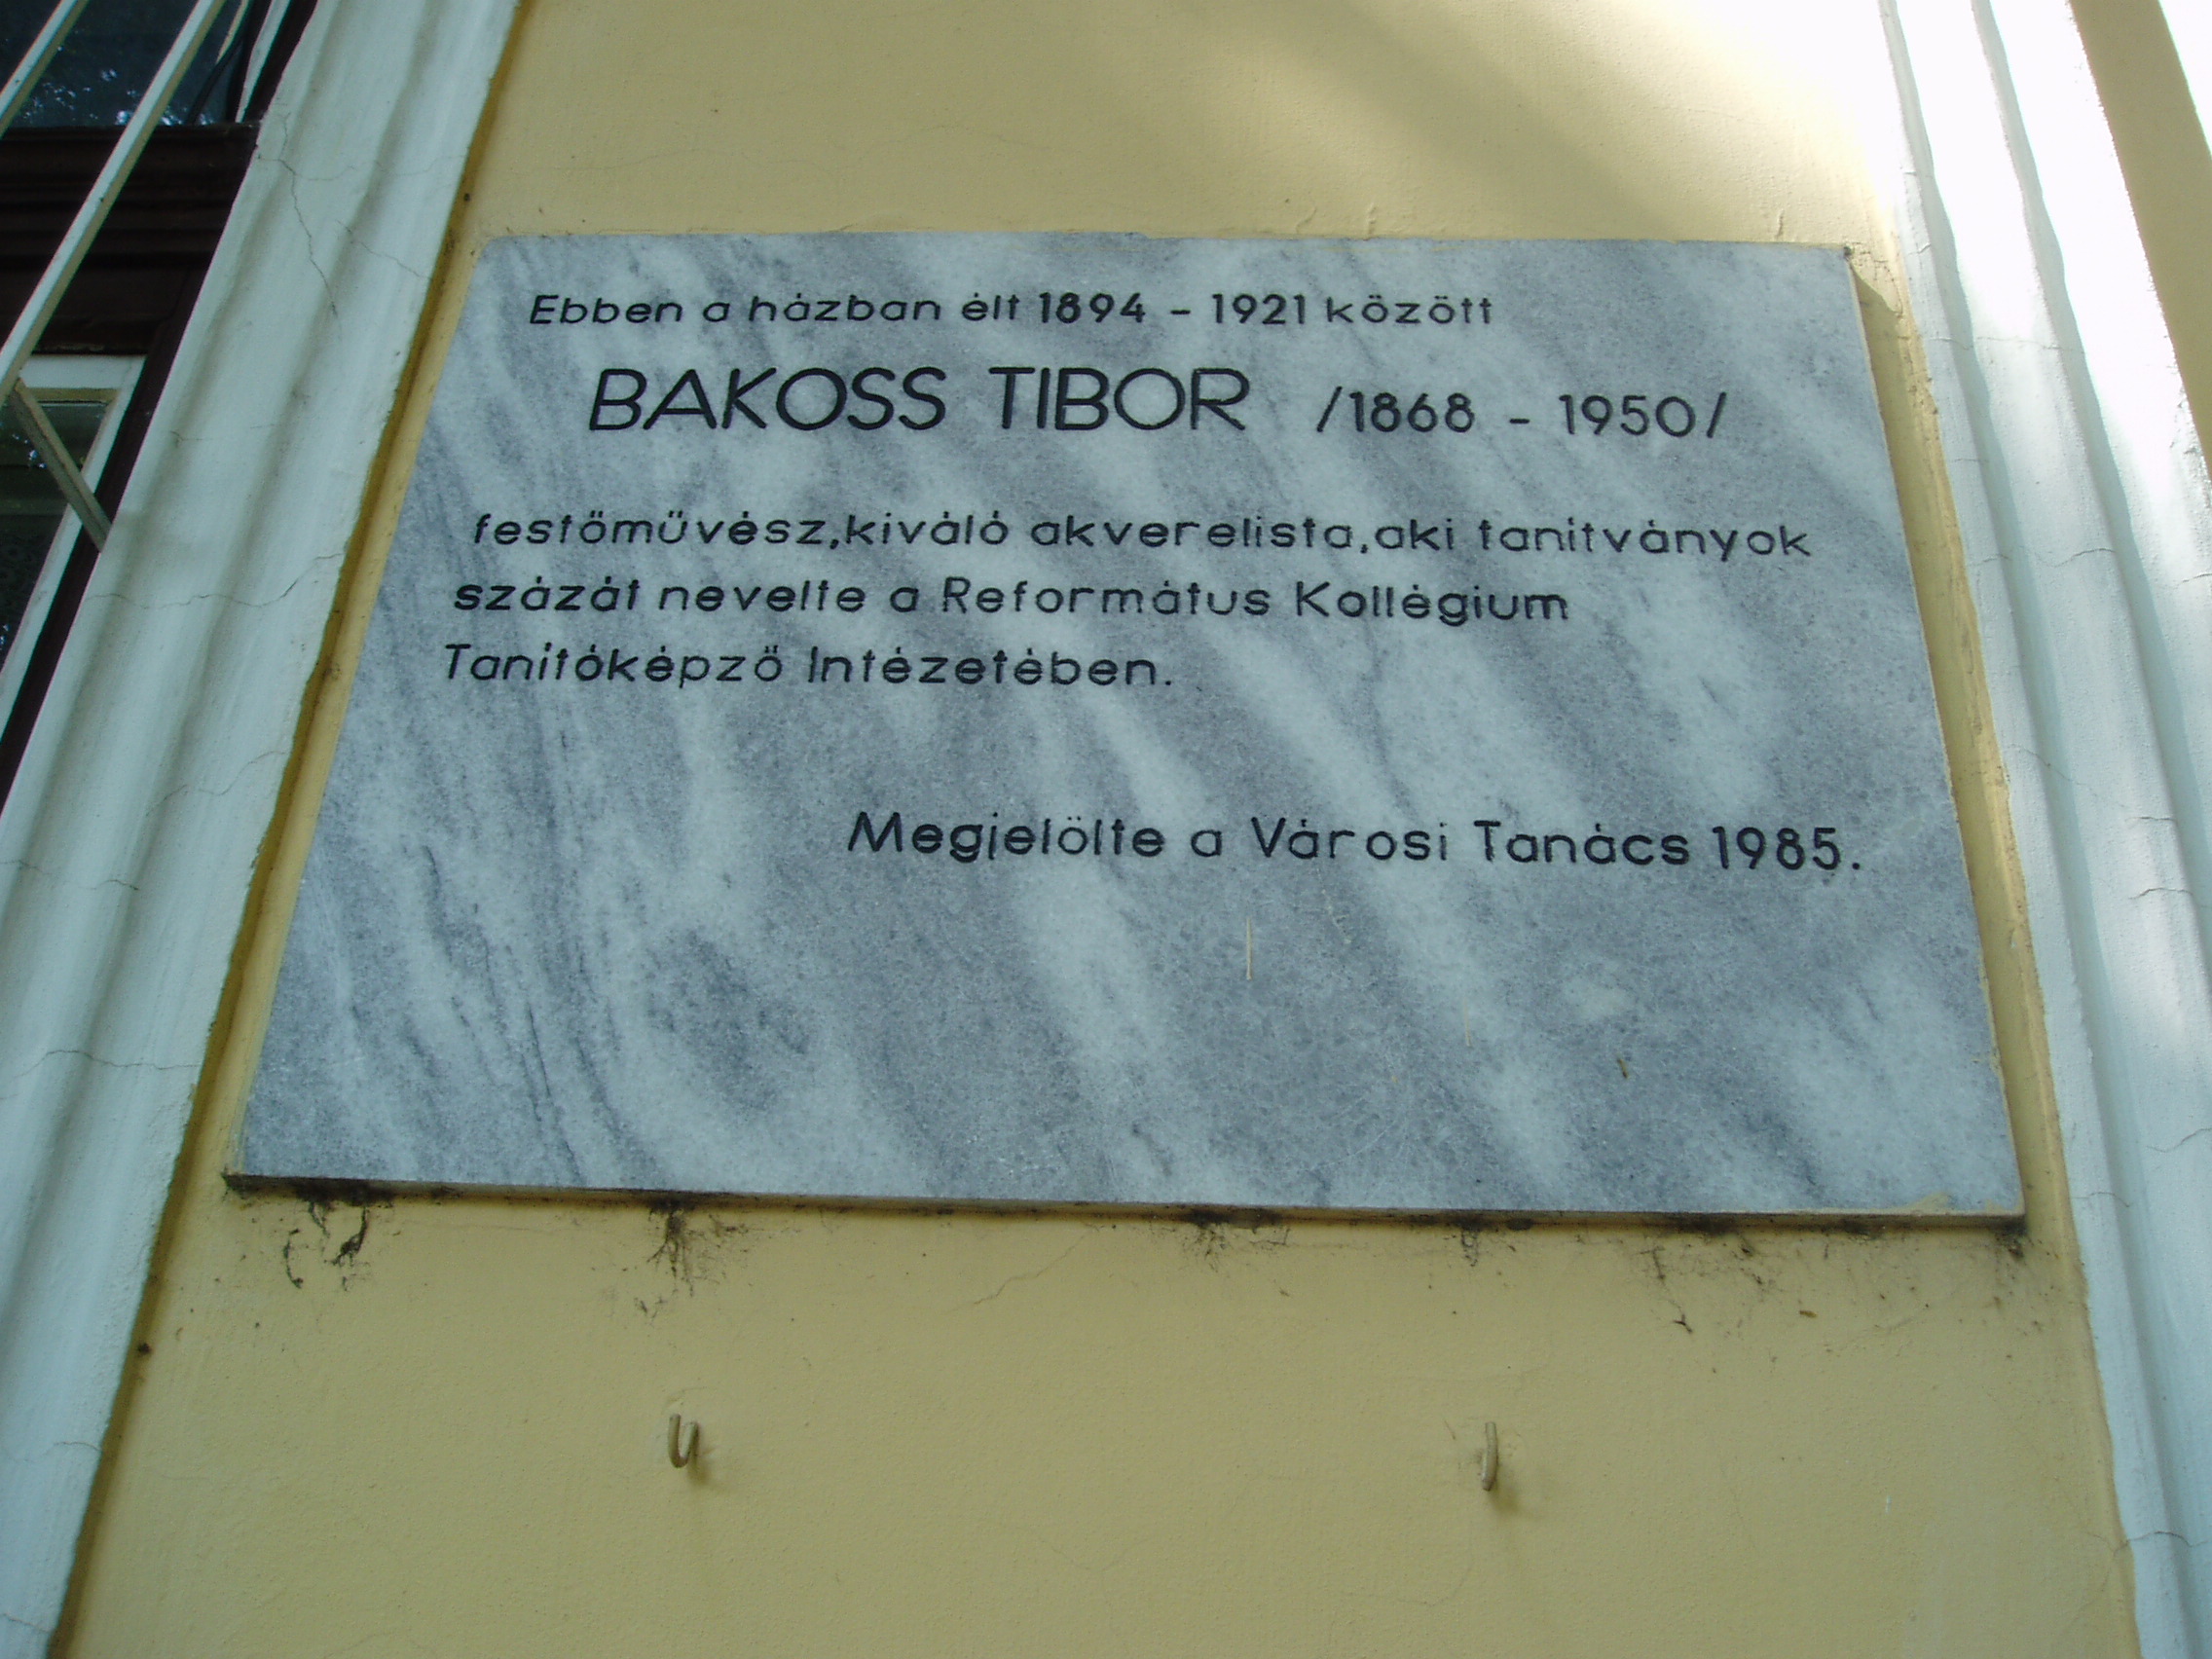 Ebben a házban élt 1894 - 1921 között
BAKOSS TIBOR /1868 - 1950/
festőművész,kiváló akverelista,aki tanítványok
százát nevelte a Református Kollégium
Tanítóképző Intézetében.
Megjelölte a Városi Tanács 1985.